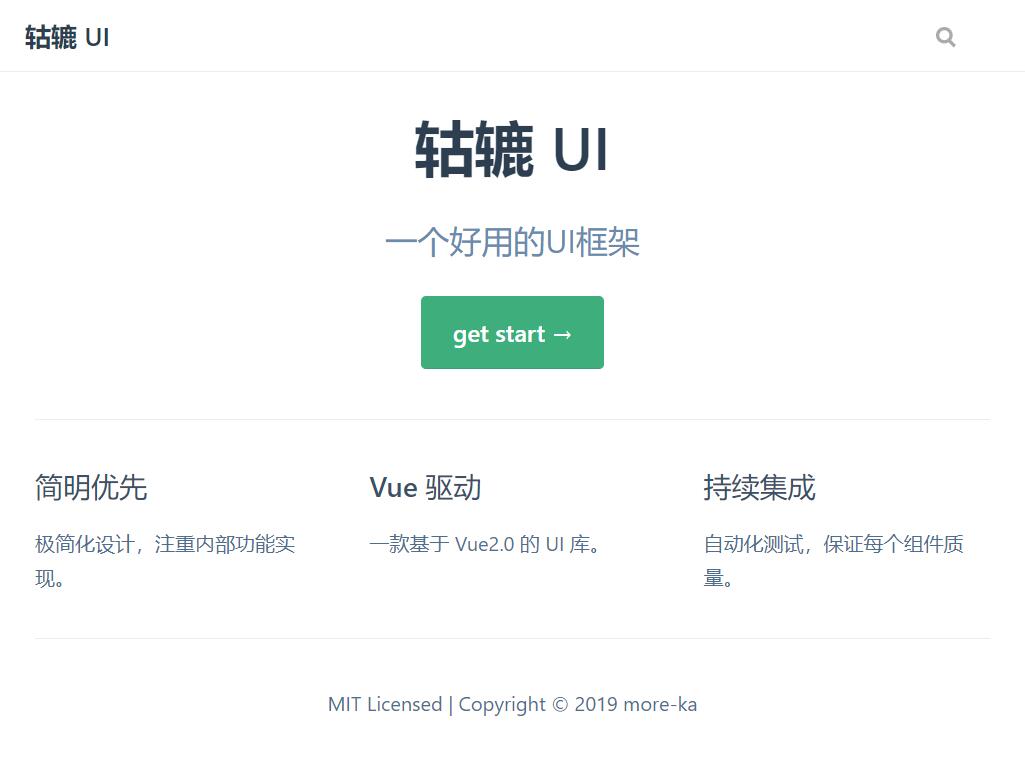 轱辘 UI
轱辘 UI
一个好用的UI框架
get start →
简明优先
极简化设计，注重内部功能实
现。
Vue 驱动
一款基于 Vue2.0 的 UI 库。
持续集成
自动化测试，保证每个组件质
量。
MIT Licensed | Copyright © 2019 more-ka